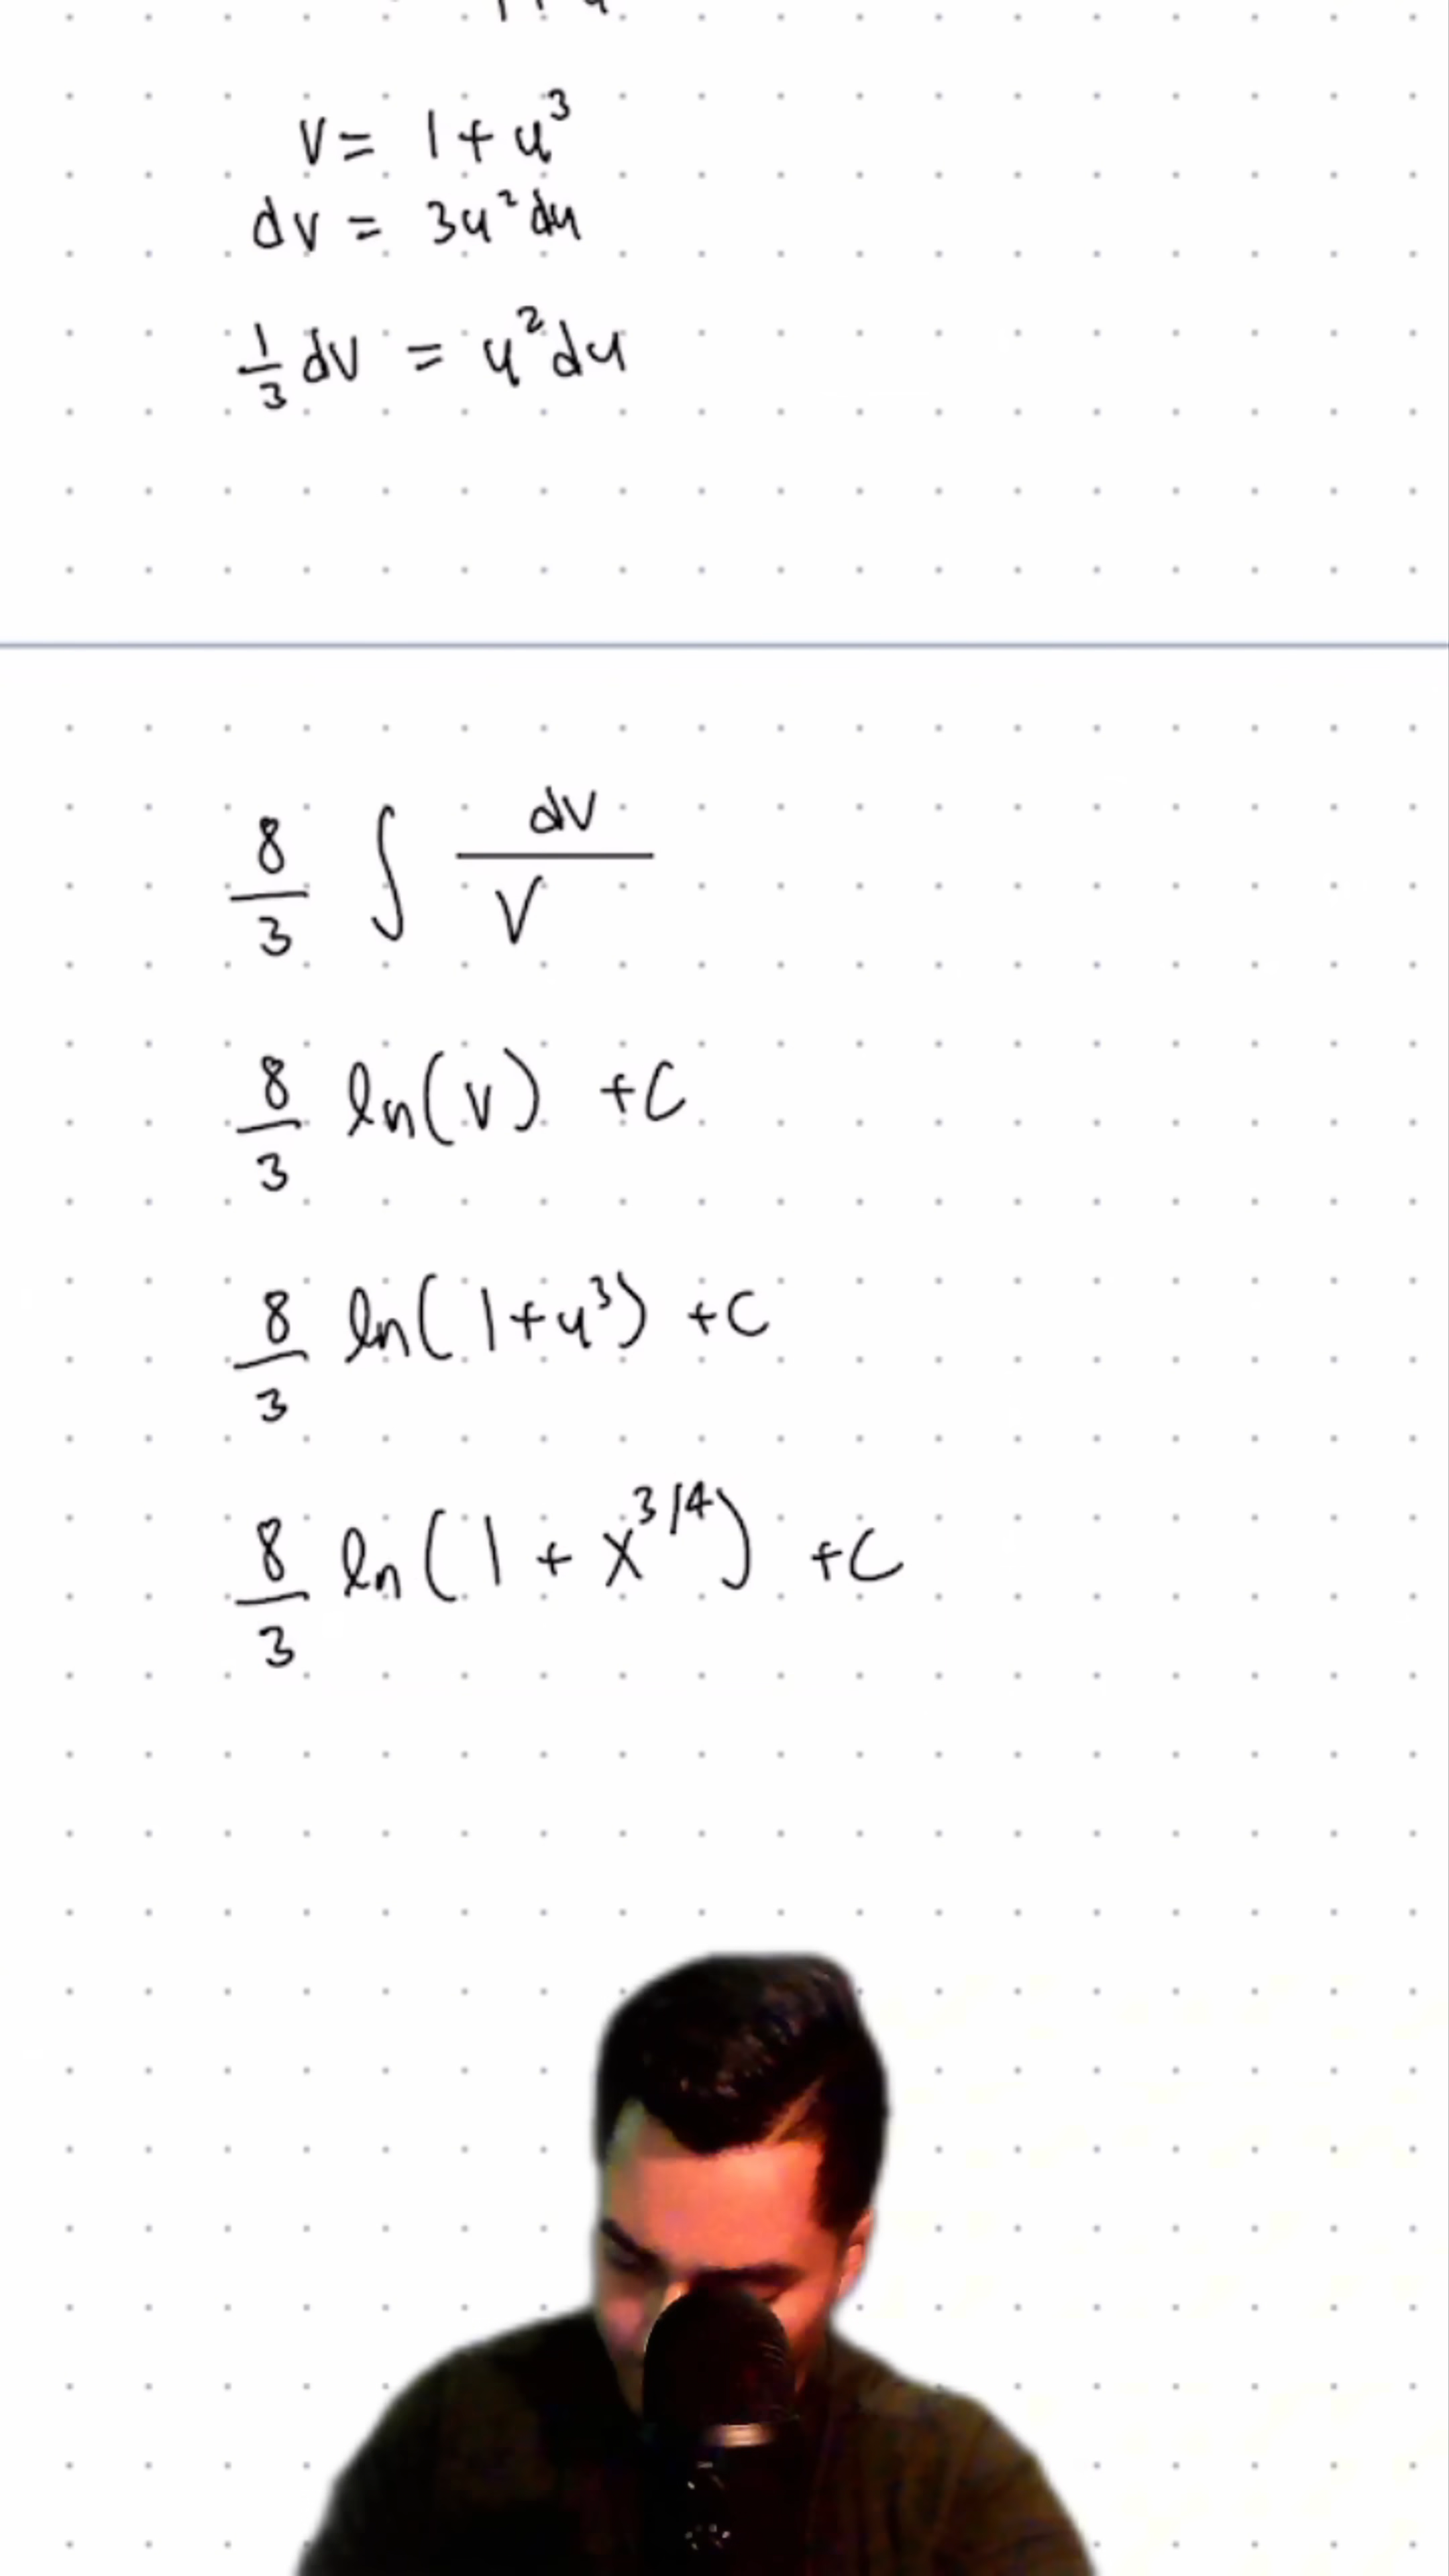 v = 1 + u³
dv = 3u² du
1/3 dv = u² du
8/3 ∫ dv/v
8/3 ln(v) + C
8/3 ln(1+u³) + C
8/3 ln(1 + x^{3/4}) + C